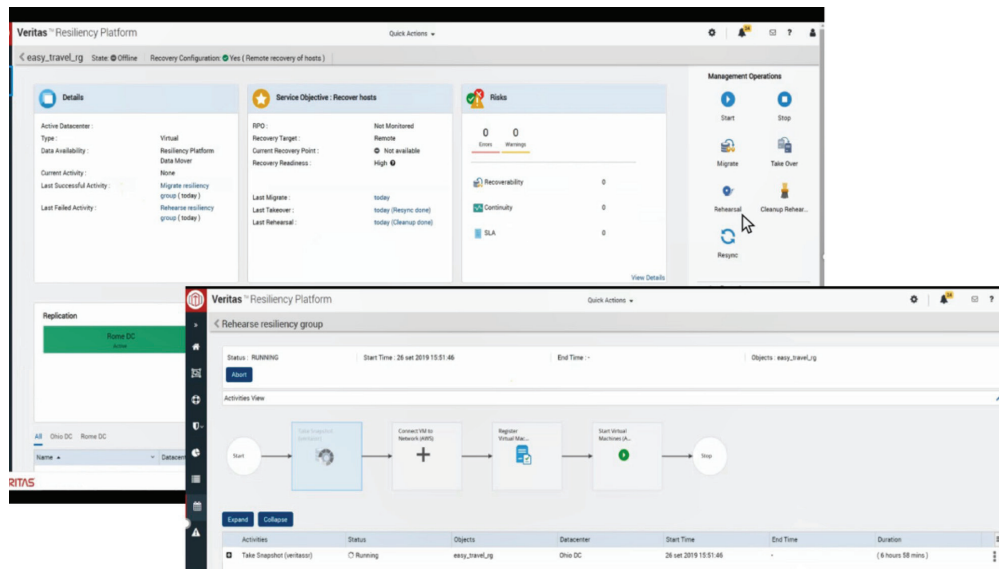 Veritas™ Resiliency Platform
Quick Actions
?
easy_travel_rg State: Offline Recovery Configuration: Yes ( Remote recovery of hosts )
Details
Active Datacenter :
Type : Virtual
Data Availability : Resiliency Platform
Data Mover
Current Activity : None
Last Successful Activity : Migrate resiliency
group ( today )
Last Failed Activity : Rehearse resiliency
group ( today )
Service Objective : Recover hosts
RPO : Not Monitored
Recovery Target : Remote
Current Recovery Point : Not available
Recovery Readiness : High
Last Migrate : today
Last Takeover : today (Resync done)
Last Rehearsal : today (Cleanup done)
Risks
0 0
Errors Warnings
Recoverability 0
Continuity 0
SLA 0
View Details
Management Operations
Start Stop
Migrate Take Over
Rehearsal Cleanup Rehear...
Resync
Replication
Rome DC
Active
All Ohio DC Rome DC
Name Datacen
RITAS
Veritas™ Resiliency Platform
Quick Actions
?
Rehearse resiliency group
Status : RUNNING Start Time : 26 set 2019 15:51:46 End Time : - Objects : easy_travel_rg
Abort
Activities View
Start
Take Snapshot
(veritassr)
Connect VM to
Network (AWS)
Register
Virtual Mac...
Start Virtual
Machines (A...
Stop
Expand Collapse
Activities Status Objects Datacenter Start Time End Time Duration
Take Snapshot (veritassr) Running easy_travel_rg Ohio DC 26 set 2019 15:51:46 - ( 6 hours 58 mins )